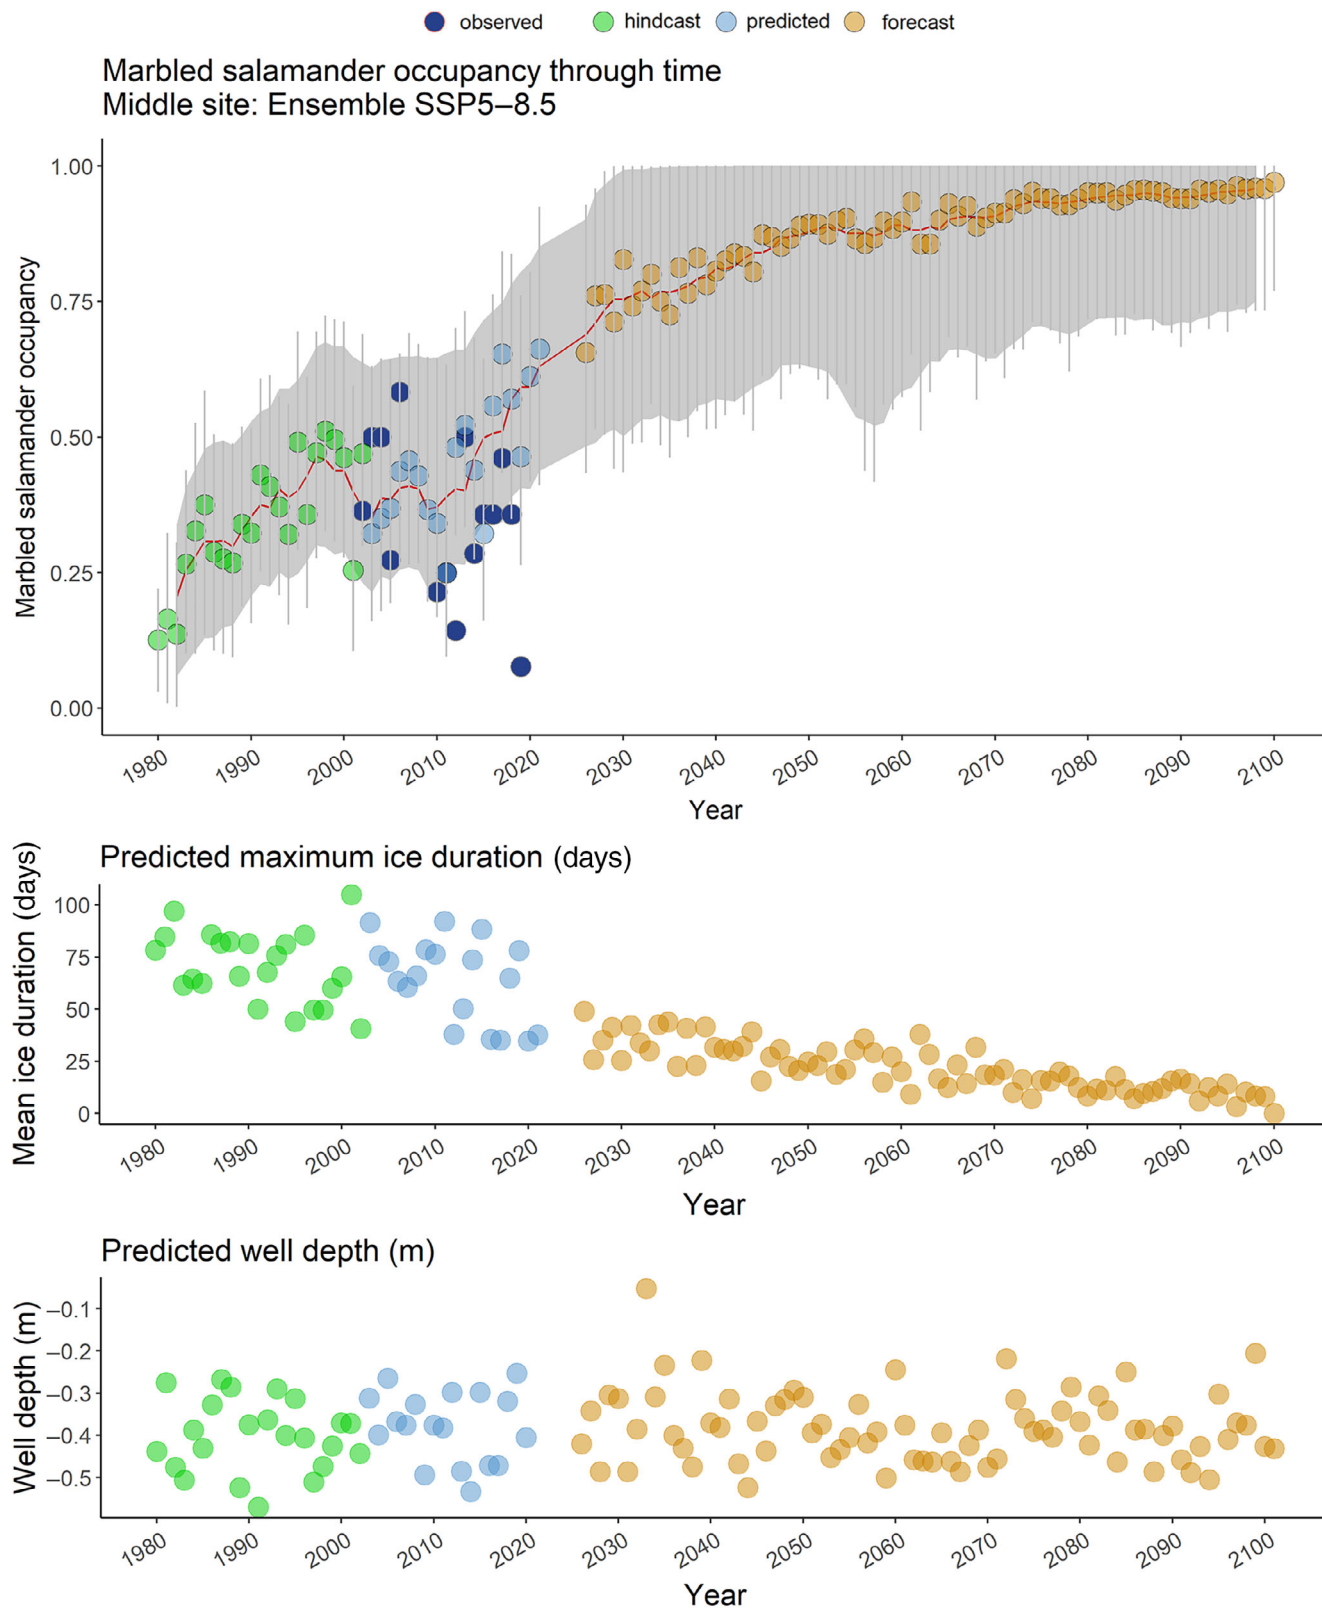 observed hindcast predicted forecast
Marbled salamander occupancy through time
Middle site: Ensemble SSP5–8.5
Marbled salamander occupancy
1.00
0.75
0.50
0.25
0.00
1980 1990 2000 2010 2020 2030 2040 2050 2060 2070 2080 2090 2100
Year
Predicted maximum ice duration (days)
Mean ice duration (days)
100
75
50
25
0
1980 1990 2000 2010 2020 2030 2040 2050 2060 2070 2080 2090 2100
Year
Predicted well depth (m)
Well depth (m)
–0.1
–0.2
–0.3
–0.4
–0.5
1980 1990 2000 2010 2020 2030 2040 2050 2060 2070 2080 2090 2100
Year